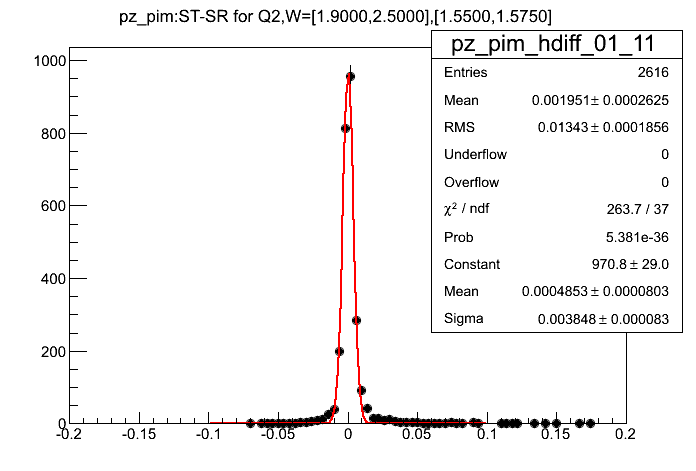 pz_pim:ST-SR for Q2,W=[1.9000,2.5000],[1.5500,1.5750]
pz_pim_hdiff_01_11
Entries 2616
Mean 0.001951± 0.0002625
RMS 0.01343± 0.0001856
Underflow 0
Overflow 0
χ² / ndf 263.7 / 37
Prob 5.381e-36
Constant 970.8 ± 29.0
Mean 0.0004853 ± 0.0000803
Sigma 0.003848 ± 0.000083
1000
800
600
400
200
0
-0.2 -0.15 -0.1 -0.05 0 0.05 0.1 0.15 0.2